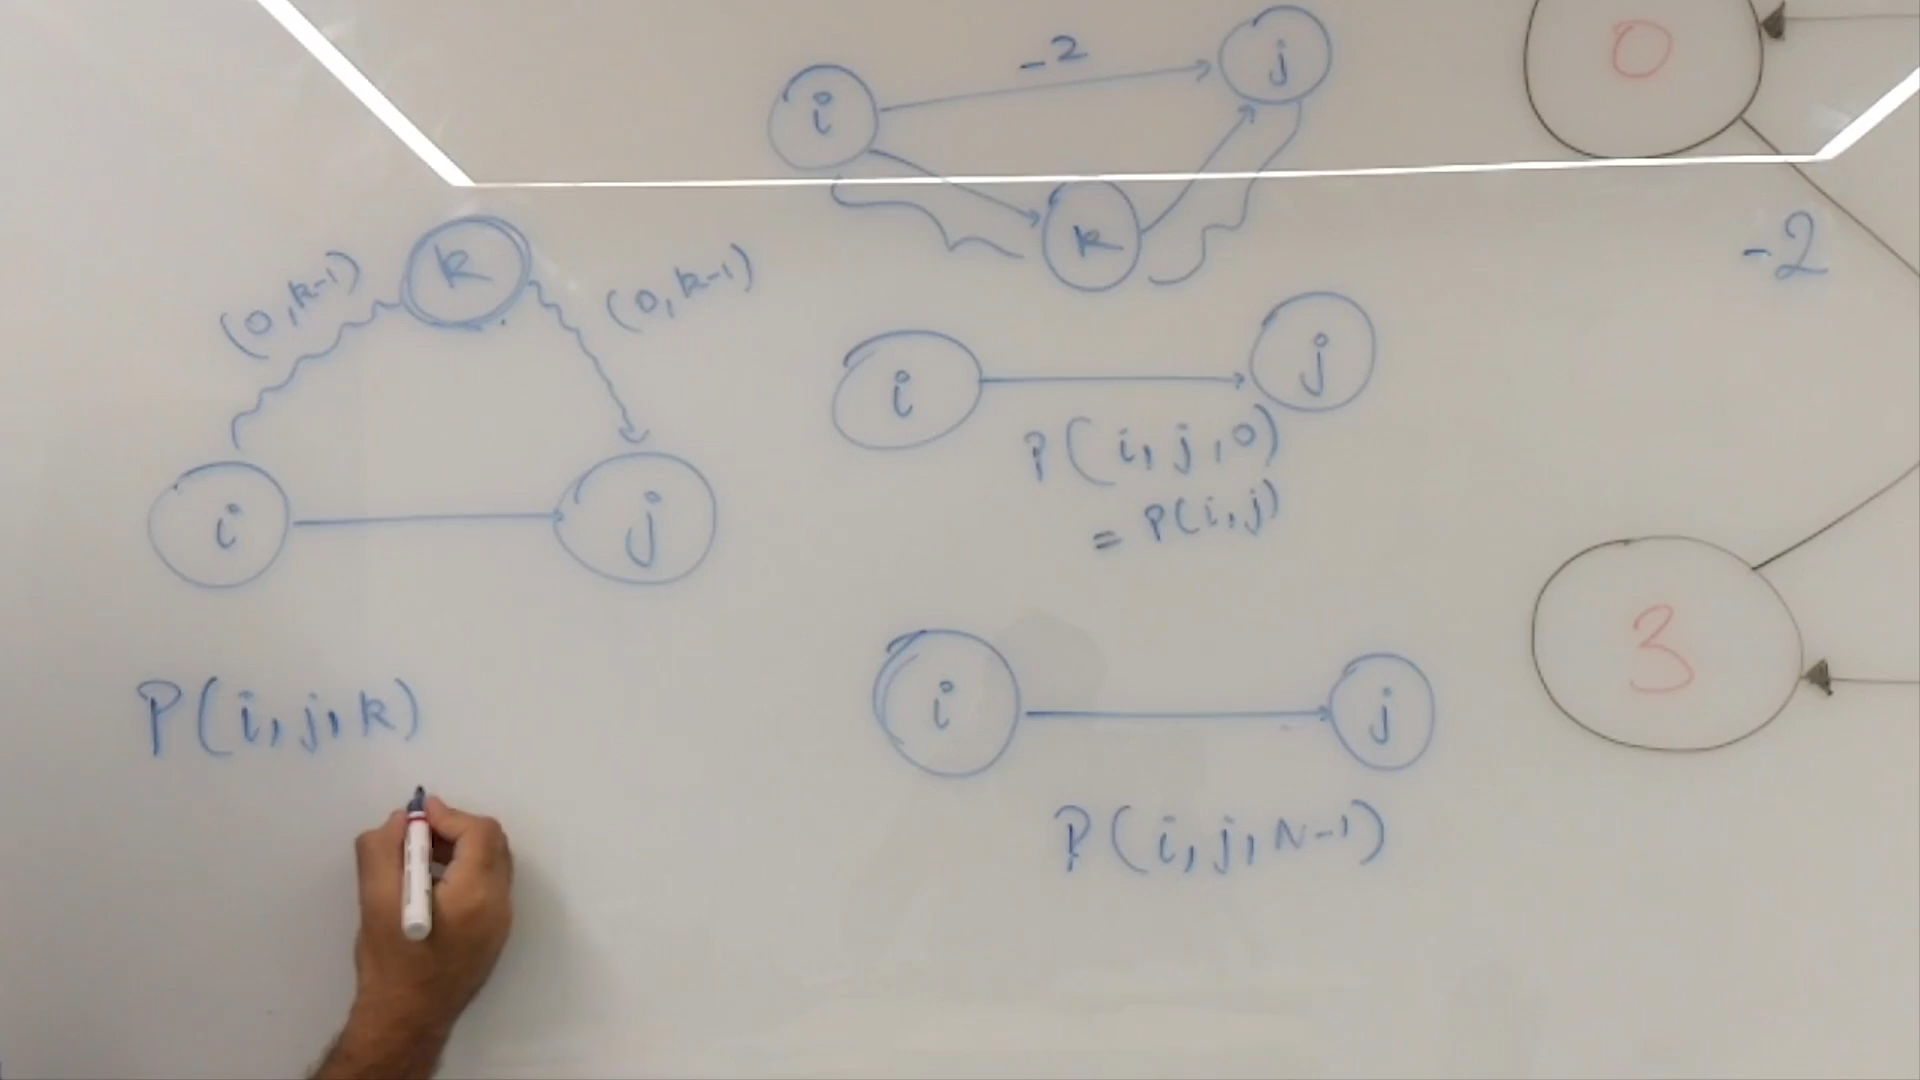 -2
i
j
k
0
-2
(0,k-1)
k
(0,k-1)
i
j
i
j
P(i,j,0)
= P(i,j)
3
P(i,j,k)
i
j
P(i,j,N-1)